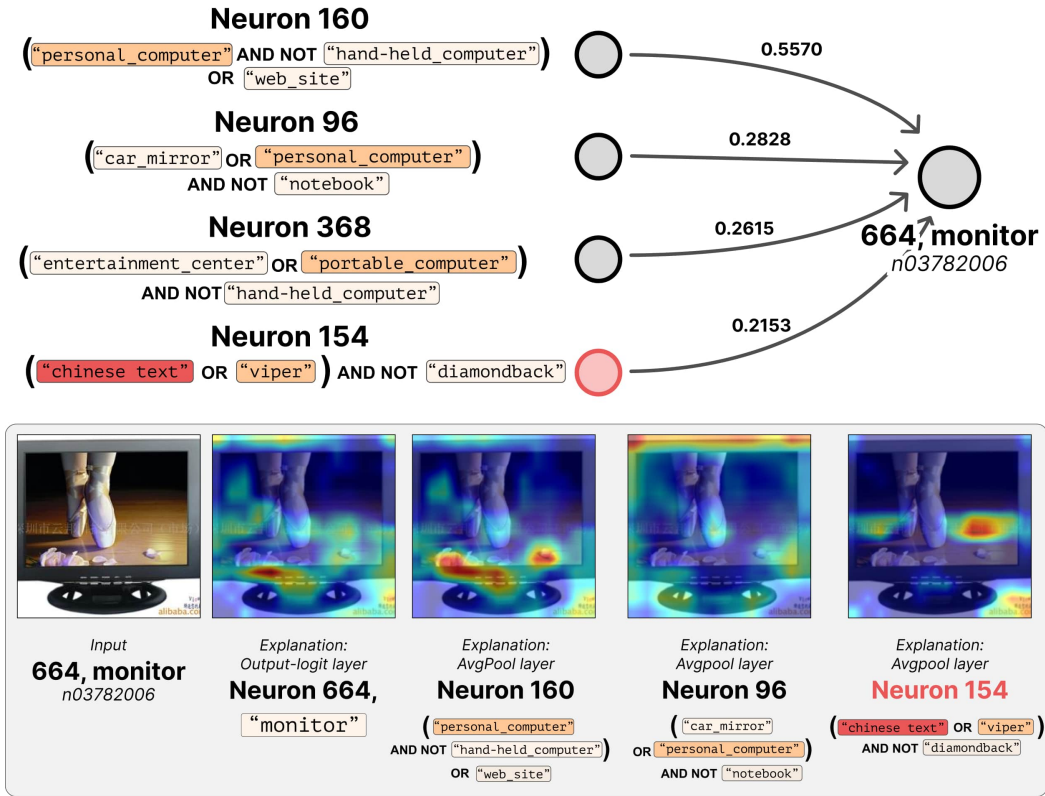 Neuron 160
("personal_computer" AND NOT "hand-held_computer")
OR "web_site"
0.5570
Neuron 96
("car_mirror" OR "personal_computer")
AND NOT "notebook"
0.2828
Neuron 368
("entertainment_center" OR "portable_computer")
AND NOT "hand-held_computer"
0.2615
664, monitor
n03782006
Neuron 154
("chinese text" OR "viper") AND NOT "diamondback"
0.2153
alibaba.co
Input
664, monitor
n03782006
Explanation:
Output-logit layer
Neuron 664,
"monitor"
Explanation:
AvgPool layer
Neuron 160
("personal_computer"
AND NOT "hand-held_computer")
OR "web_site"
Explanation:
Avgpool layer
Neuron 96
("car_mirror"
OR "personal_computer")
AND NOT "notebook"
Explanation:
Avgpool layer
Neuron 154
("chinese text" OR "viper")
AND NOT "diamondback"